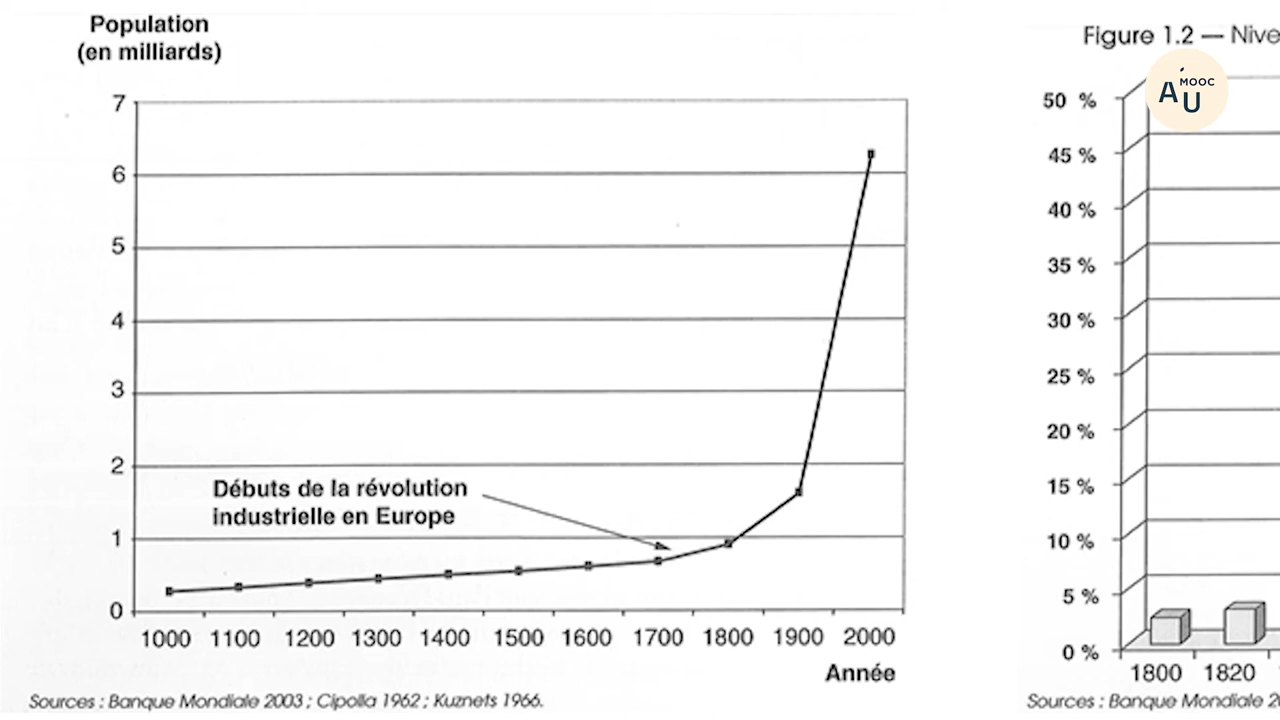 Population
(en milliards)
7
6
5
4
3
2
1
0
Débuts de la révolution
industrielle en Europe
1000 1100 1200 1300 1400 1500 1600 1700 1800 1900 2000
Année
Sources : Banque Mondiale 2003 ; Cipolla 1962 ; Kuznets 1966.
Figure 1.2 — Nive
AÚ MOOC
50 %
45 %
40 %
35 %
30 %
25 %
20 %
15 %
10 %
5 %
0 %
1800 1820
Sources : Banque Mondiale 2